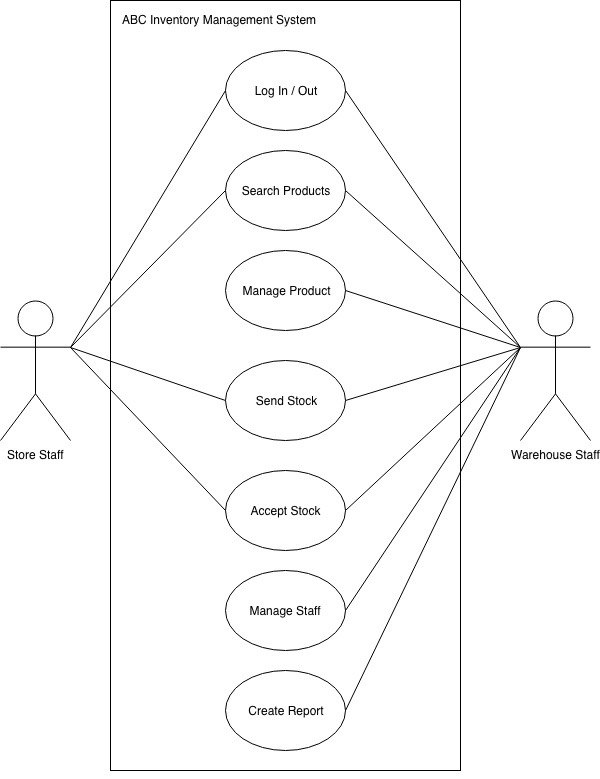 ABC Inventory Management System
Log In / Out
Search Products
Manage Product
Send Stock
Store Staff
Warehouse Staff
Accept Stock
Manage Staff
Create Report